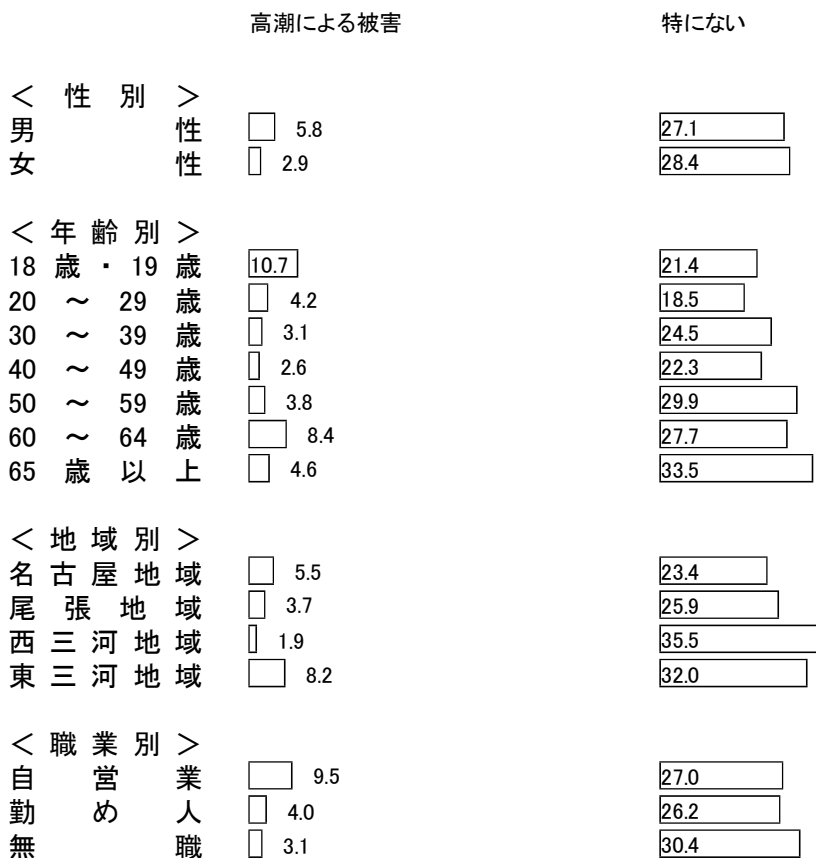 高潮による被害 特にない
＜ 性 別 ＞
男 性 5.8 27.1
女 性 2.9 28.4
＜ 年 齢 別 ＞
18 歳 ・ 19 歳 10.7 21.4
20 ～ 29 歳 4.2 18.5
30 ～ 39 歳 3.1 24.5
40 ～ 49 歳 2.6 22.3
50 ～ 59 歳 3.8 29.9
60 ～ 64 歳 8.4 27.7
65 歳 以 上 4.6 33.5
＜ 地 域 別 ＞
名 古 屋 地 域 5.5 23.4
尾 張 地 域 3.7 25.9
西 三 河 地 域 1.9 35.5
東 三 河 地 域 8.2 32.0
＜ 職 業 別 ＞
自 営 業 9.5 27.0
勤 め 人 4.0 26.2
無 職 3.1 30.4